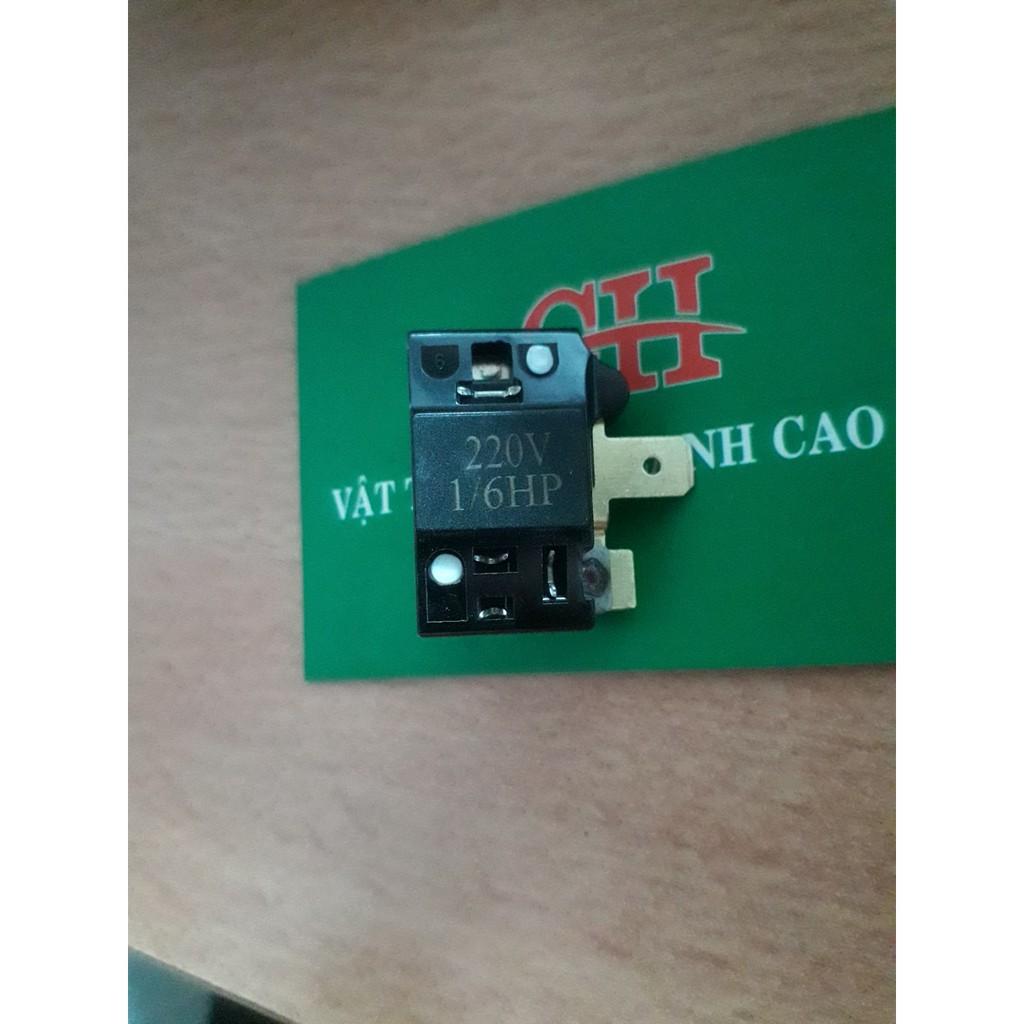 CH
6
220V
1/6HP
VẬT
NH CAO